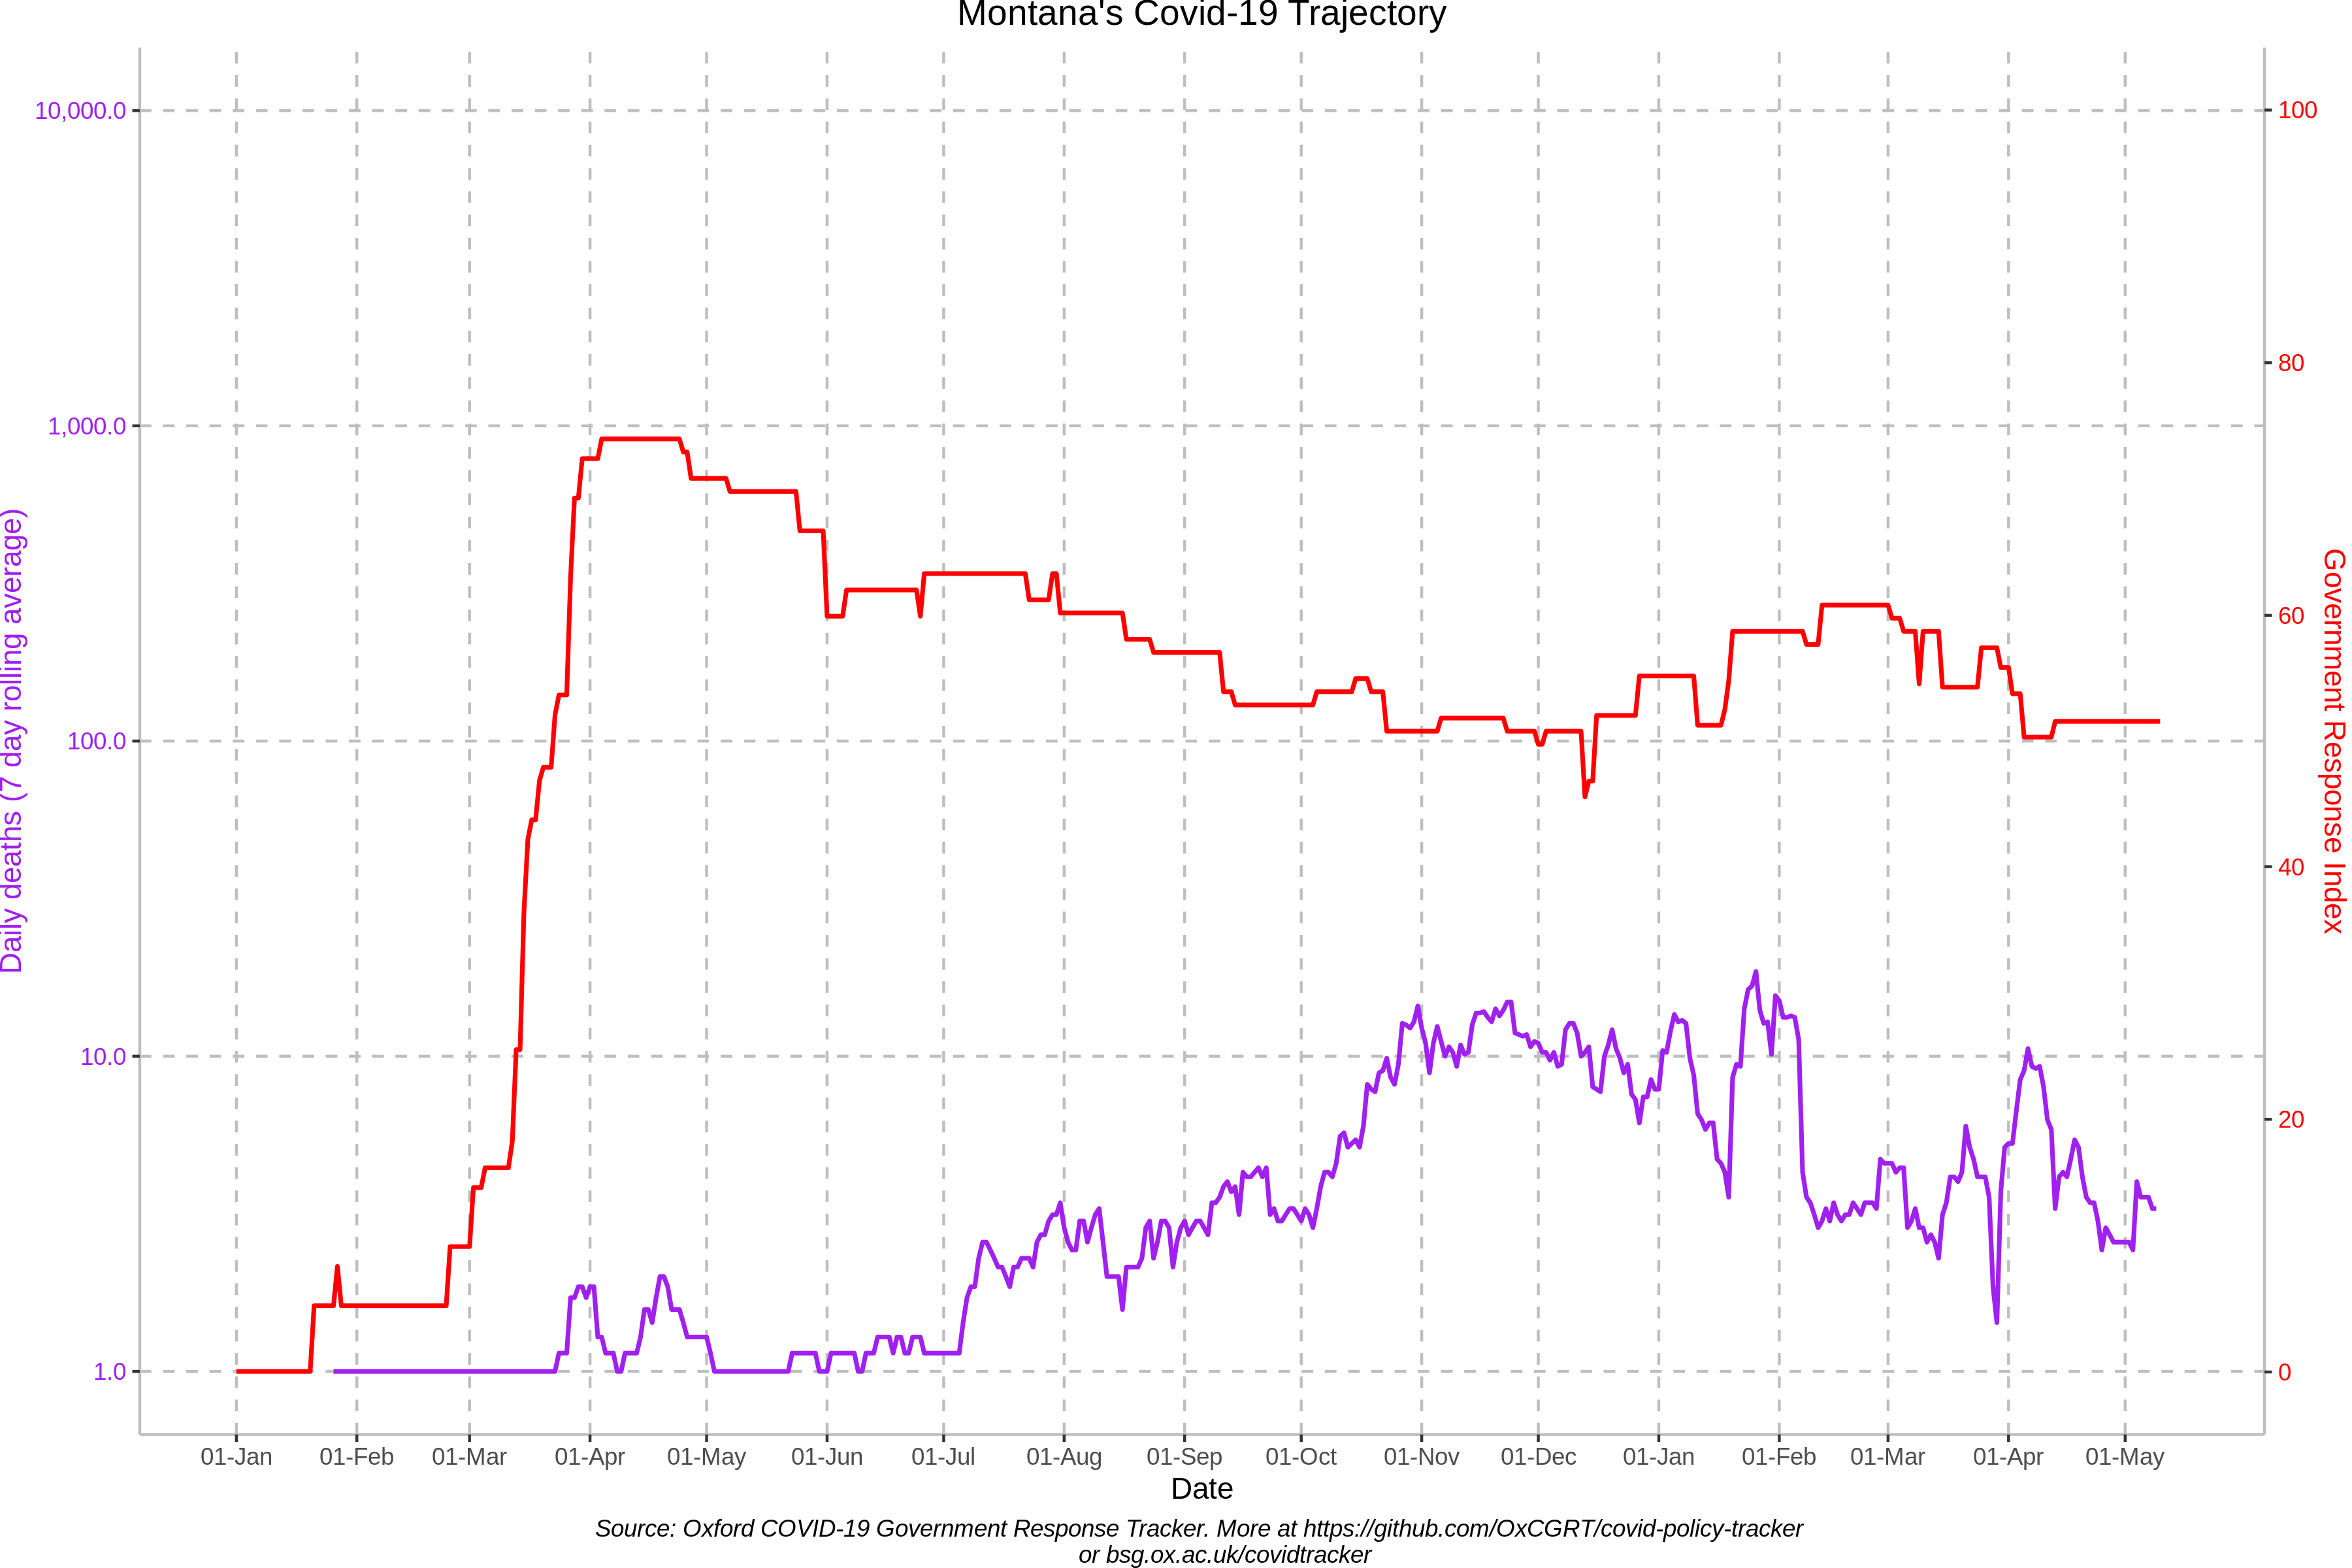 Montana's Covid-19 Trajectory
10,000.0
1,000.0
100.0
10.0
1.0
Daily deaths (7 day rolling average)
100
80
60
40
20
0
Government Response Index
01-Jan 01-Feb 01-Mar 01-Apr 01-May 01-Jun 01-Jul 01-Aug 01-Sep 01-Oct 01-Nov 01-Dec 01-Jan 01-Feb 01-Mar 01-Apr 01-May
Date
Source: Oxford COVID-19 Government Response Tracker. More at https://github.com/OxCGRT/covid-policy-tracker
or bsg.ox.ac.uk/covidtracker